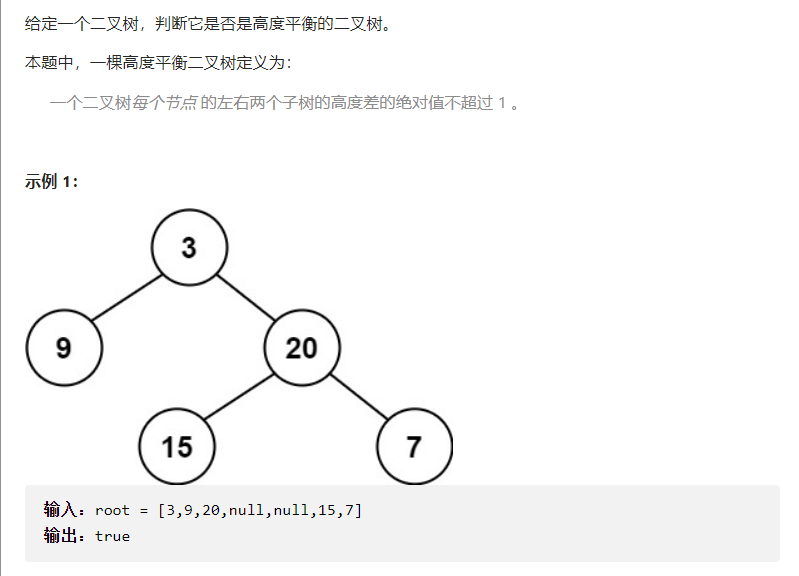 给定一个二叉树，判断它是否是高度平衡的二叉树。
本题中，一棵高度平衡二叉树定义为：
一个二叉树每个节点 的左右两个子树的高度差的绝对值不超过 1 。
示例 1：
3
9
20
15
7
输入：root = [3,9,20,null,null,15,7]
输出：true